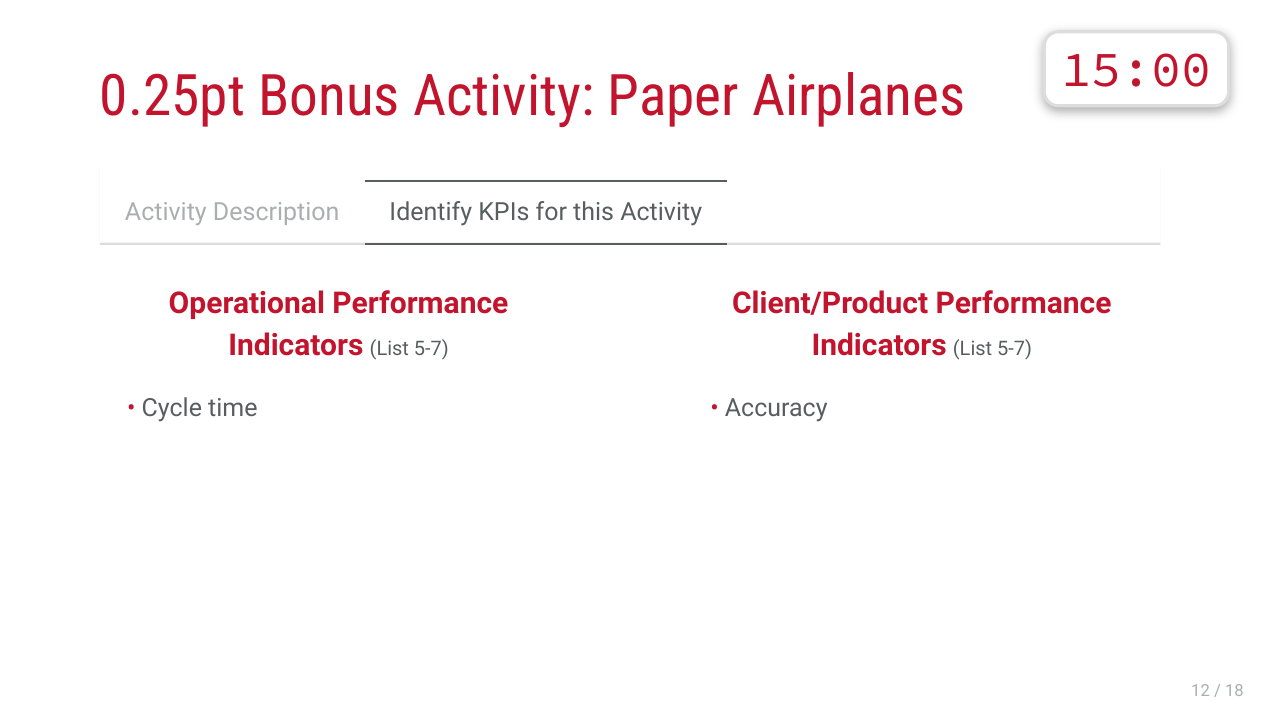 0.25pt Bonus Activity: Paper Airplanes
15:00
Activity Description
Identify KPIs for this Activity
Operational Performance
Indicators (List 5-7)
• Cycle time
Client/Product Performance
Indicators (List 5-7)
• Accuracy
12 / 18